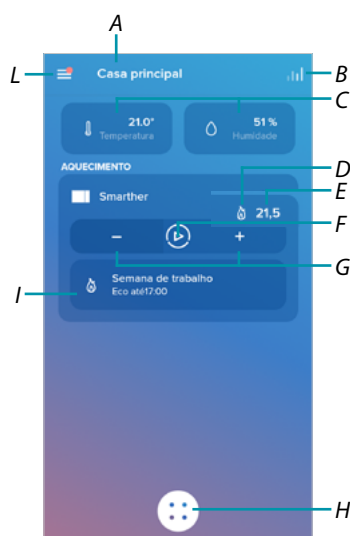 A
L
Casa principal
B
C
21.0°
Temperatura
51 %
Humidade
AQUECIMENTO
D
Smarther
E
21,5
F
−
+
G
Semana de trabalho
Eco até17:00
I
H